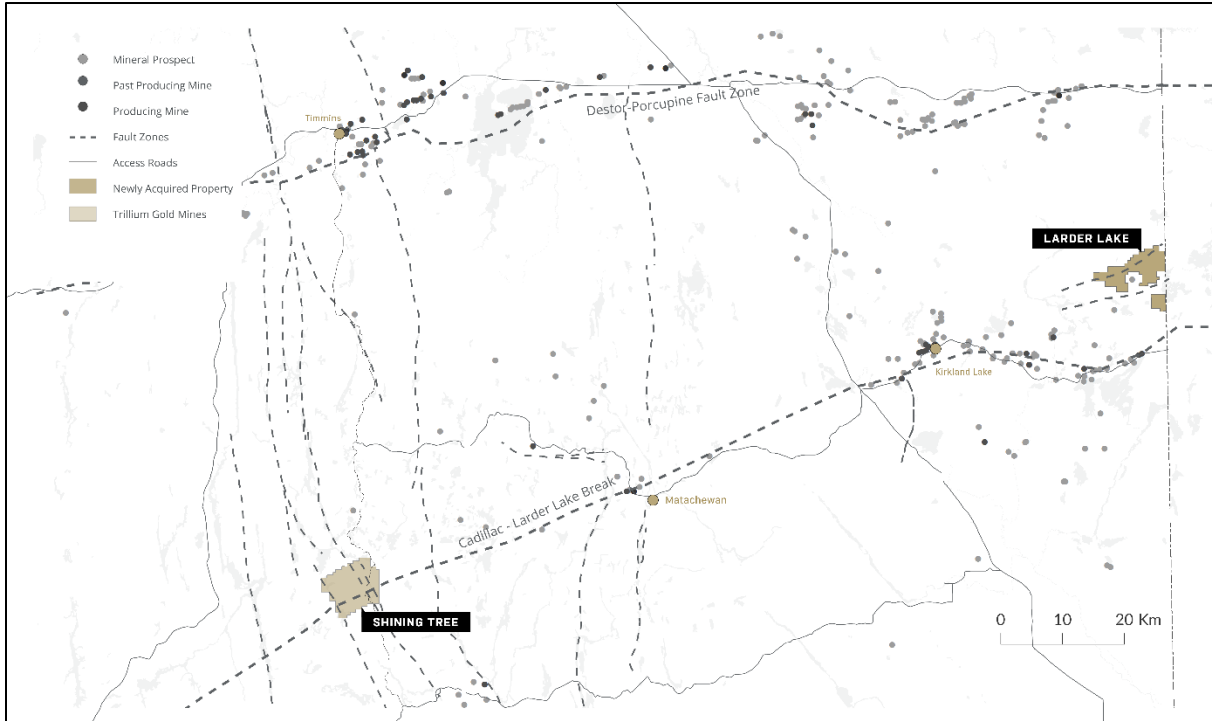 Mineral Prospect
Past Producing Mine
Producing Mine
Fault Zones
Access Roads
Newly Acquired Property
Trillium Gold Mines
Timmins
Destor-Porcupine Fault Zone
LARDER LAKE
Kirkland Lake
Cadillac - Larder Lake Break
Matachewan
SHINING TREE
0 10 20 Km